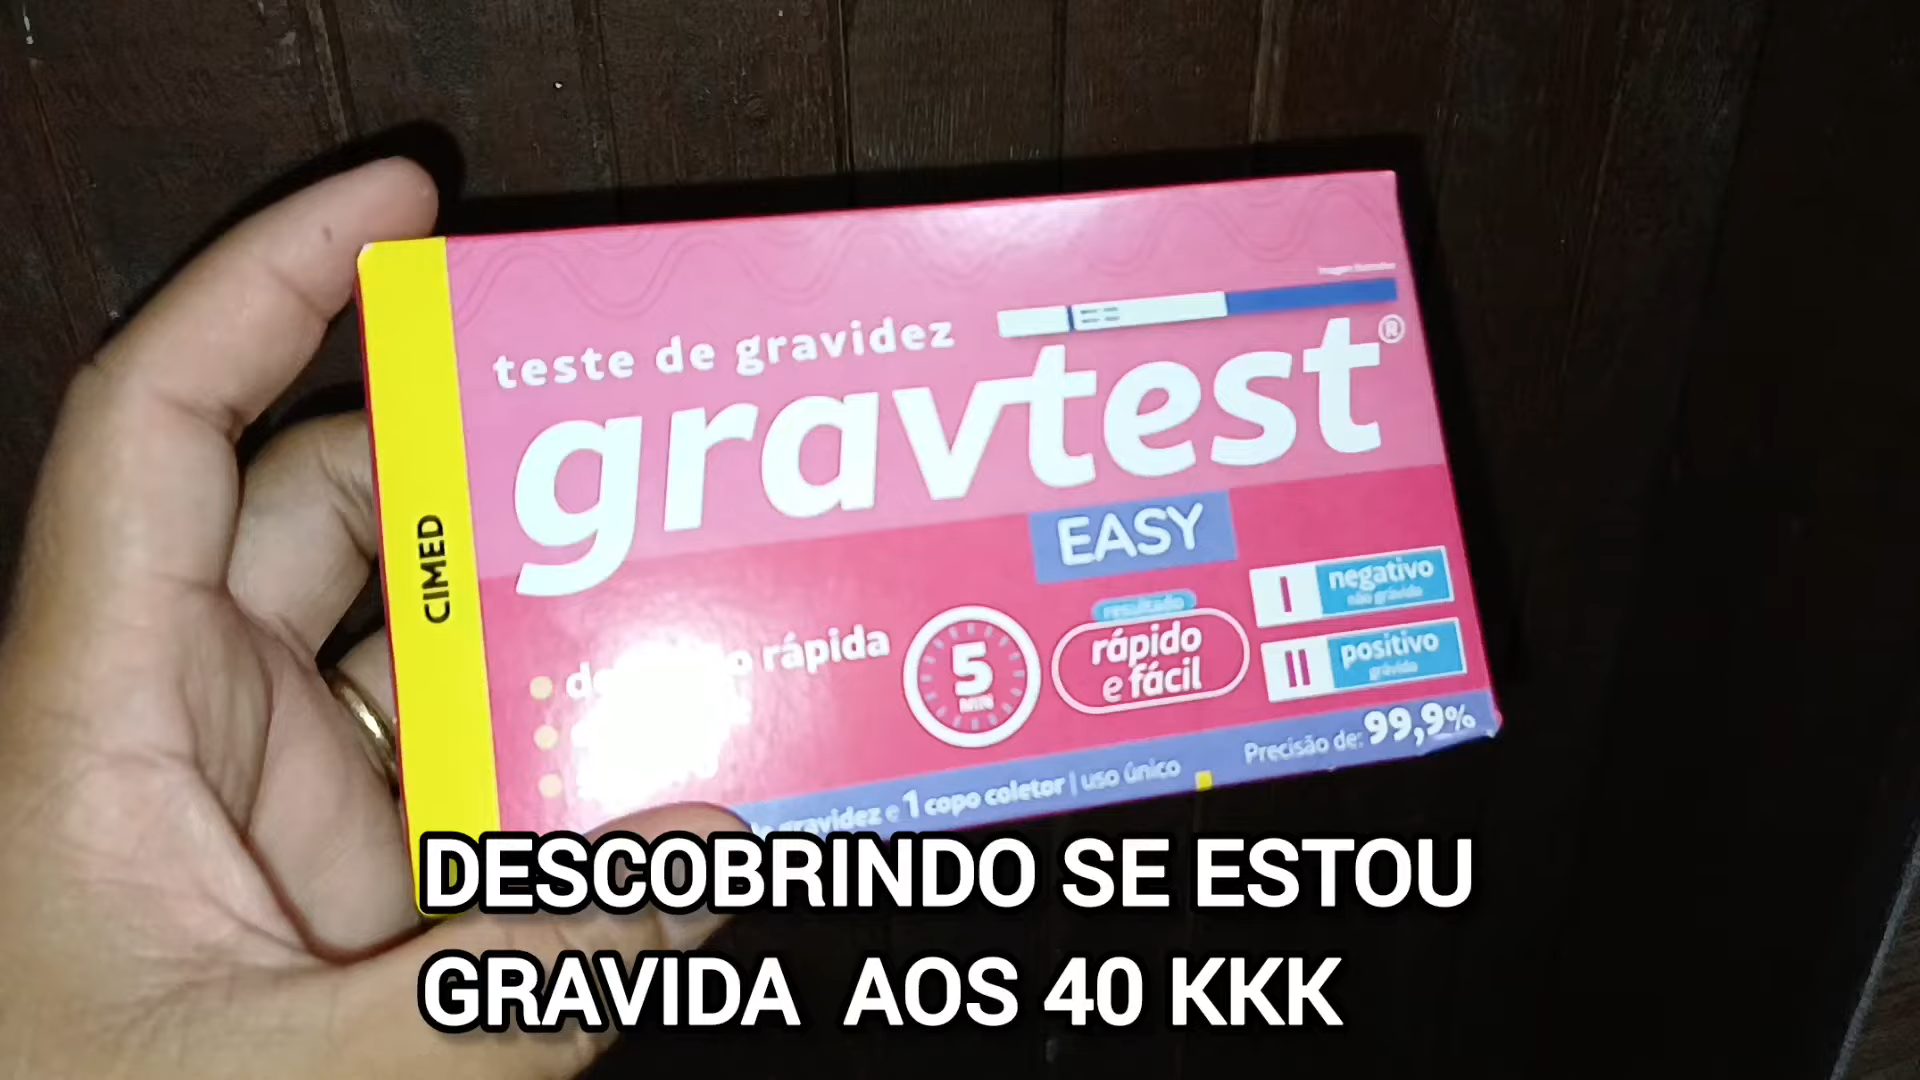 teste de gravidez
gravtest®
EASY
CIMED
rápida
5
MIN
resultado
rápido
e fácil
negativo
não grávida
positivo
grávida
gravidez e 1 copo coletor | uso único
Precisão de: 99,9%
DESCOBRINDO SE ESTOU
GRAVIDA AOS 40 KKK